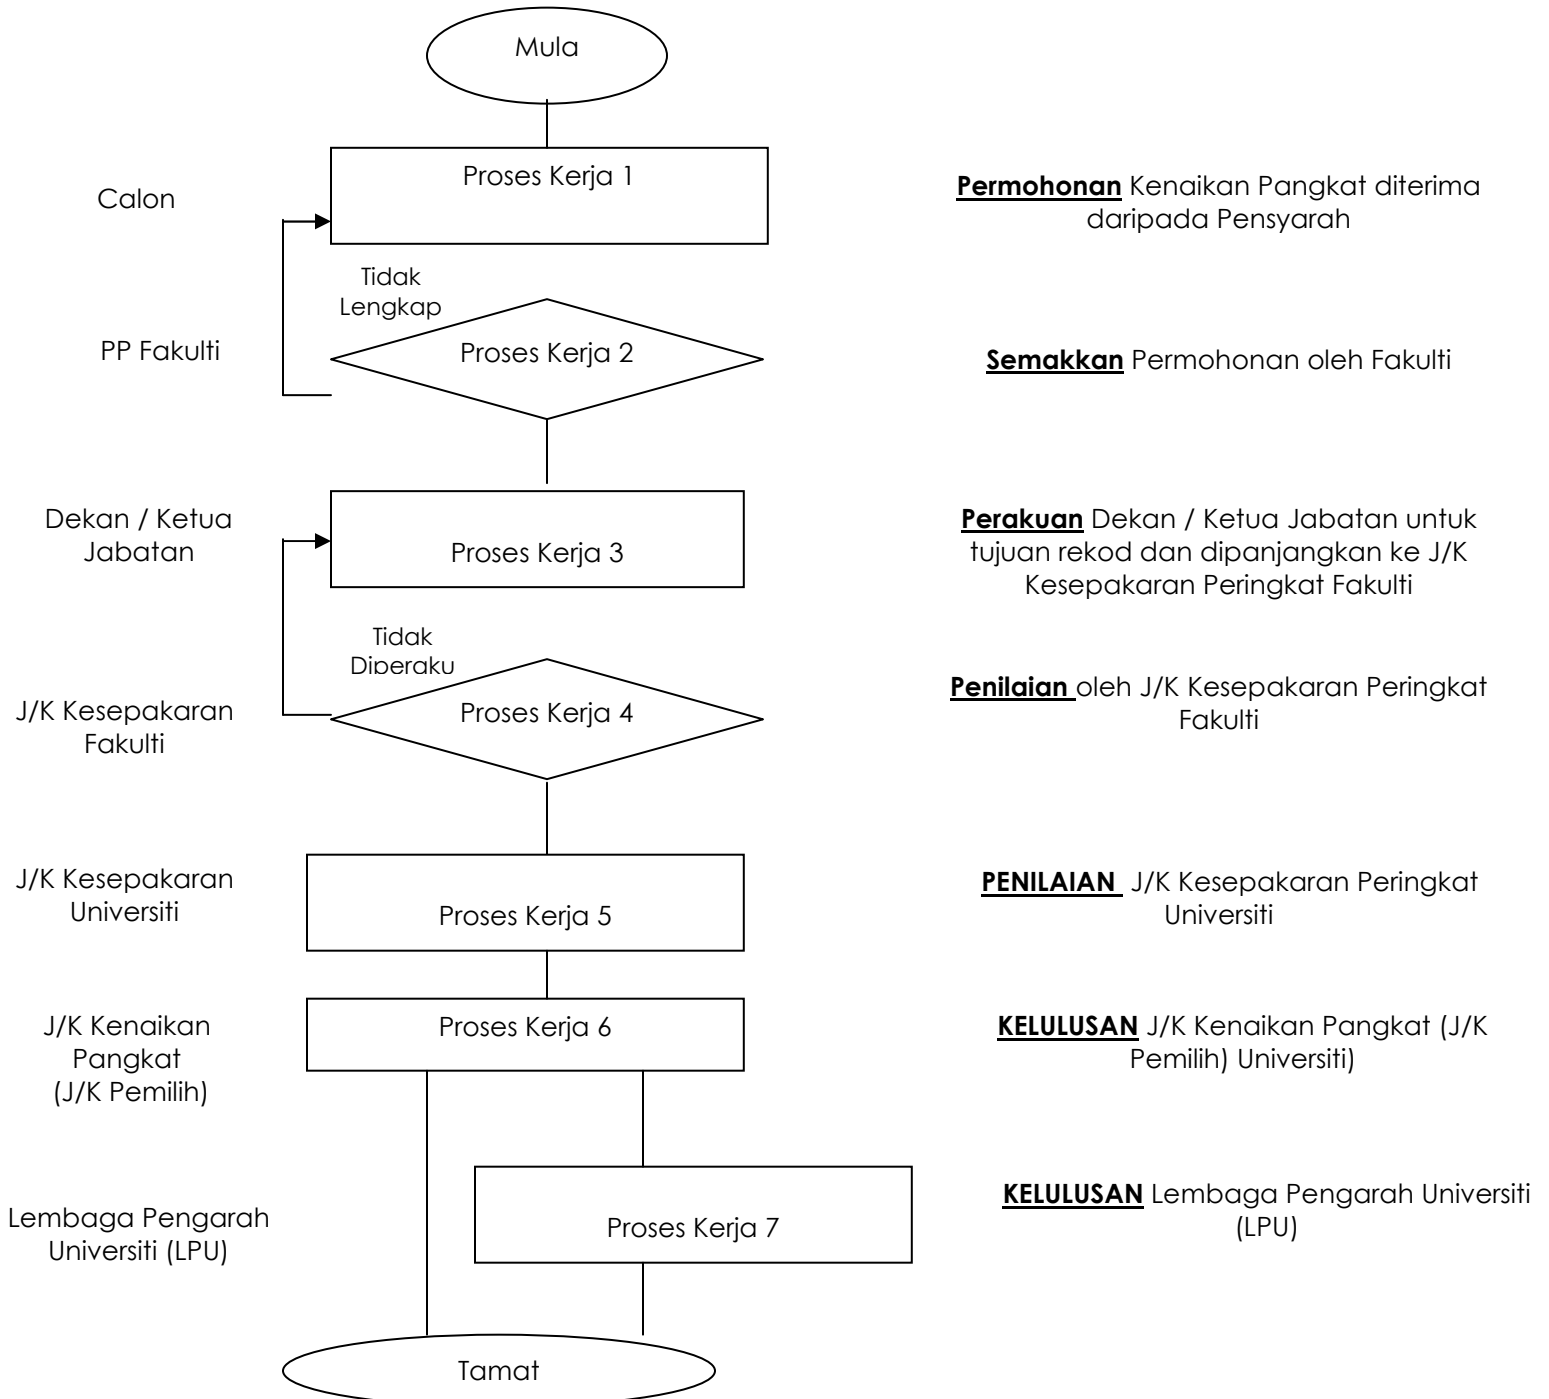 Mula
Calon
Proses Kerja 1
Permohonan Kenaikan Pangkat diterima
daripada Pensyarah
Tidak
Lengkap
PP Fakulti
Proses Kerja 2
Semakkan Permohonan oleh Fakulti
Dekan / Ketua
Jabatan
Proses Kerja 3
Perakuan Dekan / Ketua Jabatan untuk
tujuan rekod dan dipanjangkan ke J/K
Kesepakaran Peringkat Fakulti
Tidak
Diperaku
J/K Kesepakaran
Fakulti
Proses Kerja 4
Penilaian oleh J/K Kesepakaran Peringkat
Fakulti
J/K Kesepakaran
Universiti
Proses Kerja 5
PENILAIAN J/K Kesepakaran Peringkat
Universiti
J/K Kenaikan
Pangkat
(J/K Pemilih)
Proses Kerja 6
KELULUSAN J/K Kenaikan Pangkat (J/K
Pemilih) Universiti)
Lembaga Pengarah
Universiti (LPU)
Proses Kerja 7
KELULUSAN Lembaga Pengarah Universiti
(LPU)
Tamat